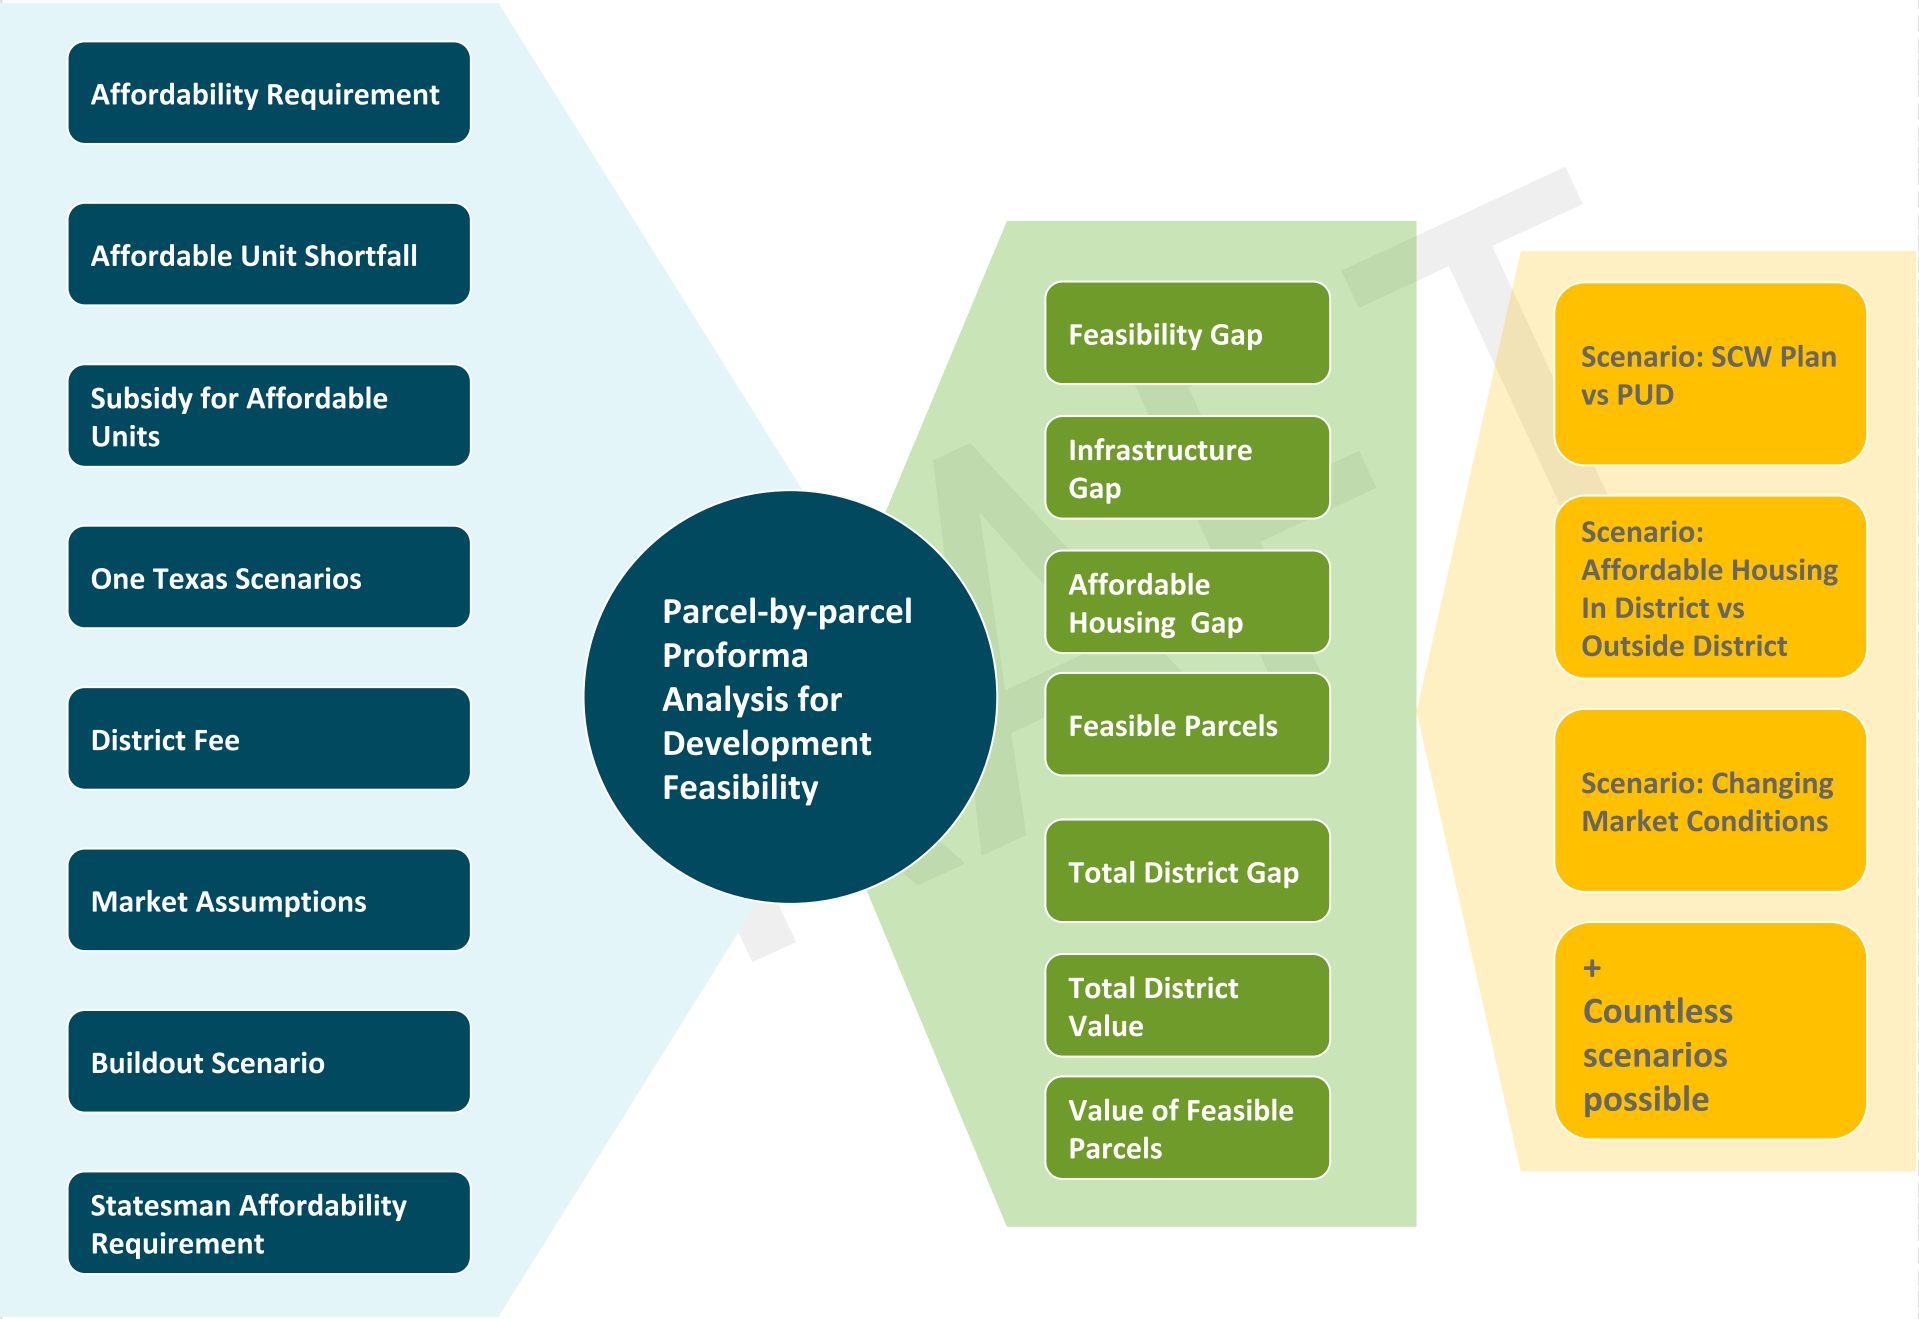 Affordability Requirement
Affordable Unit Shortfall
Subsidy for Affordable
Units
One Texas Scenarios
District Fee
Market Assumptions
Buildout Scenario
Statesman Affordability
Requirement
Parcel-by-parcel
Proforma
Analysis for
Development
Feasibility
Feasibility Gap
Infrastructure
Gap
Affordable
Housing  Gap
Feasible Parcels
Total District Gap
Total District
Value
Value of Feasible
Parcels
Scenario: SCW Plan
vs PUD
Scenario:
Affordable Housing
In District vs
Outside District
Scenario: Changing
Market Conditions
+
Countless
scenarios
possible